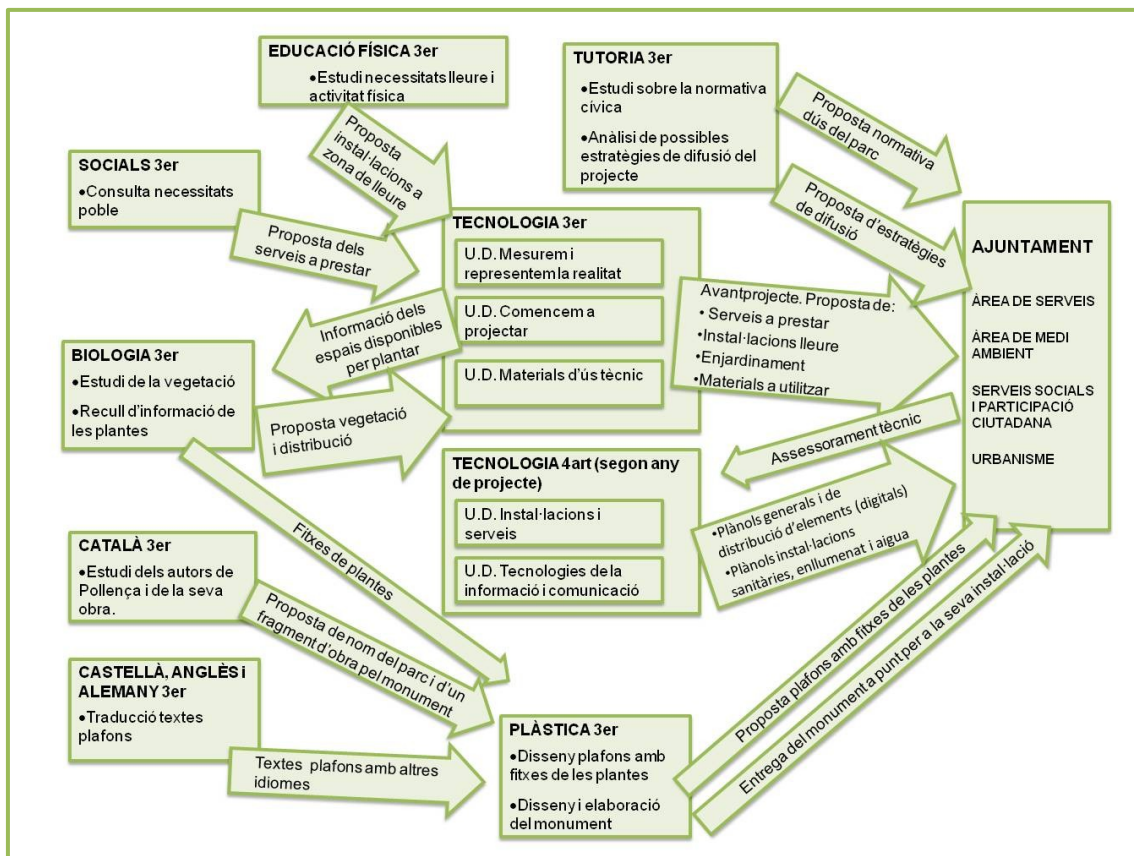 EDUCACIÓ FÍSICA 3er
•Estudi necessitats lleure i
activitat física
TUTORIA 3er
•Estudi sobre la normativa
cívica
•Anàlisi de possibles
estratègies de difusió del
projecte
Proposta normativa
dús del parc
Proposta
instal·lacions a
zona de lleure
SOCIALS 3er
•Consulta necessitats
poble
Proposta dels
serveis a prestar
Proposta d'estratègies
de difusió
TECNOLOGIA 3er
U.D. Mesurem i
representem la realitat
U.D. Comencem a
projectar
U.D. Materials d'ús tècnic
Avantprojecte. Proposta de:
• Serveis a prestar
•Instal·lacions lleure
•Enjardinament
•Materials a utilitzar
AJUNTAMENT
ÀREA DE SERVEIS
ÀREA DE MEDI
AMBIENT
SERVEIS SOCIALS
I PARTICIPACIÓ
CIUTADANA
URBANISME
Informació dels
espais disponibles
per plantar
BIOLOGIA 3er
•Estudi de la vegetació
•Recull d'informació de
les plantes
Proposta vegetació
i distribució
Assessorament tècnic
TECNOLOGIA 4art (segon any
de projecte)
U.D. Instal·lacions i
serveis
U.D. Tecnologies de la
informació i comunicació
•Plànols generals i de
distribució d'elements (digitals)
•Plànols instal·lacions
sanitàries, enllumenat i aigua
Fitxes de plantes
CATALÀ 3er
•Estudi dels autors de
Pollença i de la seva
obra.
Proposta de nom del parc i d'un
fragment d'obra pel monument
CASTELLÀ, ANGLÈS i
ALEMANY 3er
•Traducció textes
plafons
Textes plafons amb altres
idiomes
PLÀSTICA 3er
•Disseny plafons amb
fitxes de les plantes
•Disseny i elaboració
del monument
Proposta plafons amb fitxes de les plantes
Entrega del monument a punt per a la seva instal·lació